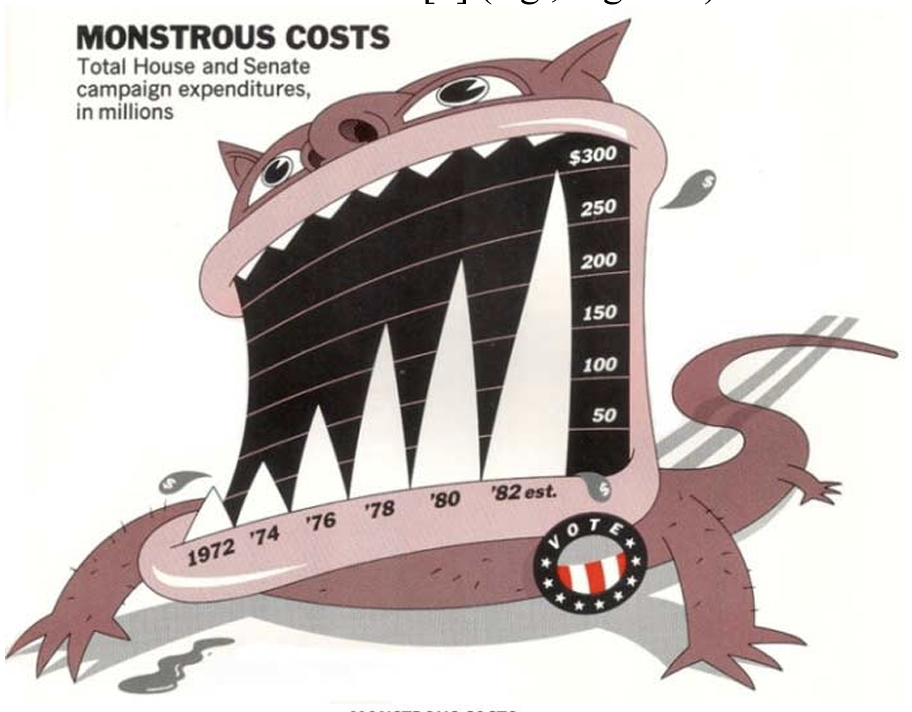 MONSTROUS COSTS
Total House and Senate
campaign expenditures,
in millions
$300
250
200
150
100
50
1972 '74 '76 '78 '80 '82 est.
$
$
$
VOTE